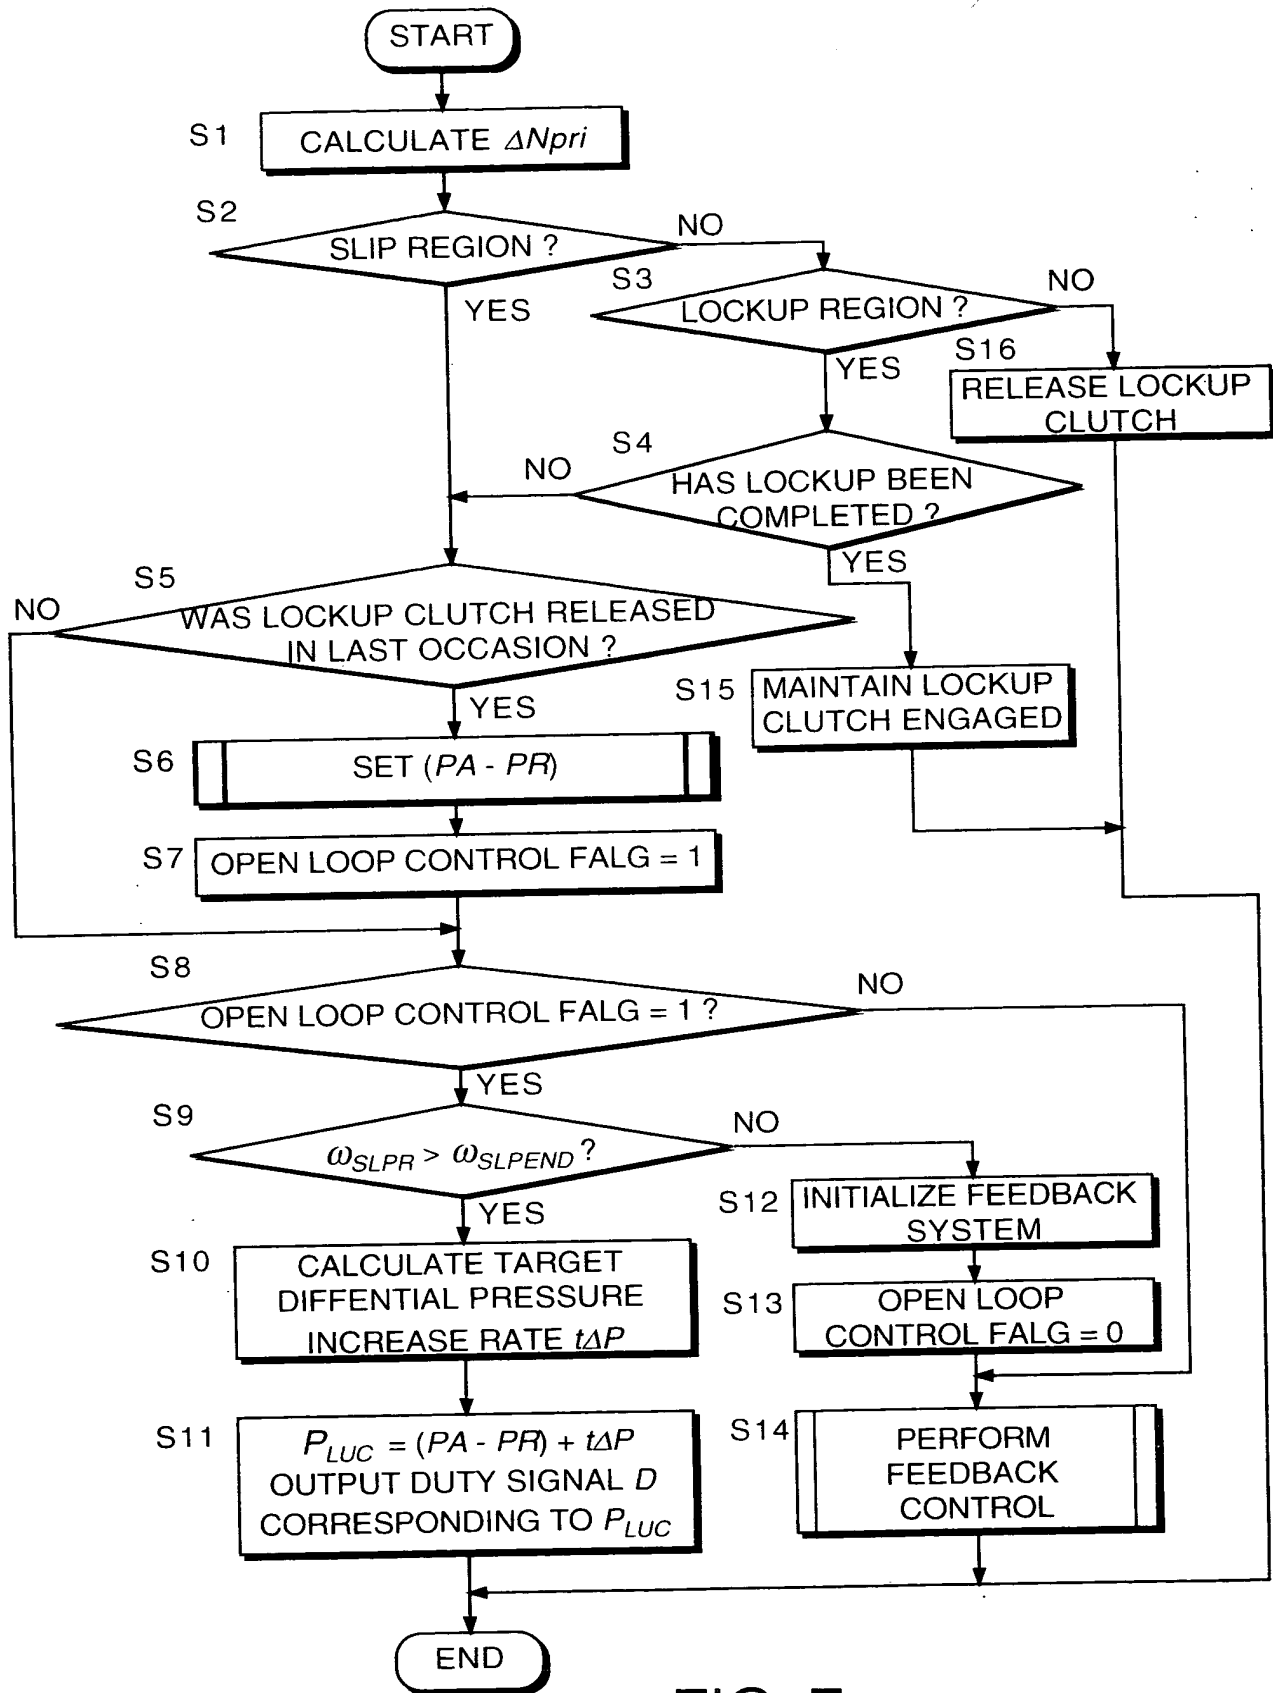 START
S1
CALCULATE ΔNpri
S2
SLIP REGION ?
NO
YES
S3
LOCKUP REGION ?
NO
YES
S16
RELEASE LOCKUP
CLUTCH
S4
NO
HAS LOCKUP BEEN
COMPLETED ?
YES
S5
NO
WAS LOCKUP CLUTCH RELEASED
IN LAST OCCASION ?
YES
S15
MAINTAIN LOCKUP
CLUTCH ENGAGED
S6
SET (PA - PR)
S7
OPEN LOOP CONTROL FALG = 1
S8
OPEN LOOP CONTROL FALG = 1 ?
NO
YES
S9
ωSLPR > ωSLPEND ?
NO
YES
S12
INITIALIZE FEEDBACK
SYSTEM
S10
CALCULATE TARGET
DIFFENTIAL PRESSURE
INCREASE RATE tΔP
S13
OPEN LOOP
CONTROL FALG = 0
S11
PLUC = (PA - PR) + tΔP
OUTPUT DUTY SIGNAL D
CORRESPONDING TO PLUC
S14
PERFORM
FEEDBACK
CONTROL
END